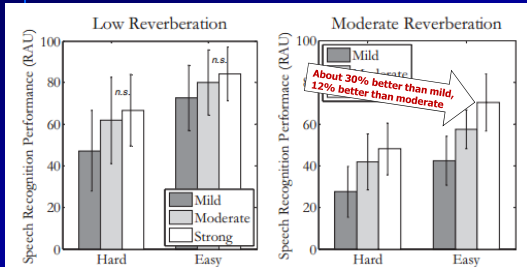 Low Reverberation
Speech Recognition Performance (RAU)
100
80
60
40
20
0
n.s.
n.s.
Mild
Moderate
Strong
Hard
Easy
Moderate Reverberation
Speech Recognition Performance (RAU)
100
80
60
40
20
0
Mild
About 30% better than mild,
12% better than moderate
Hard
Easy